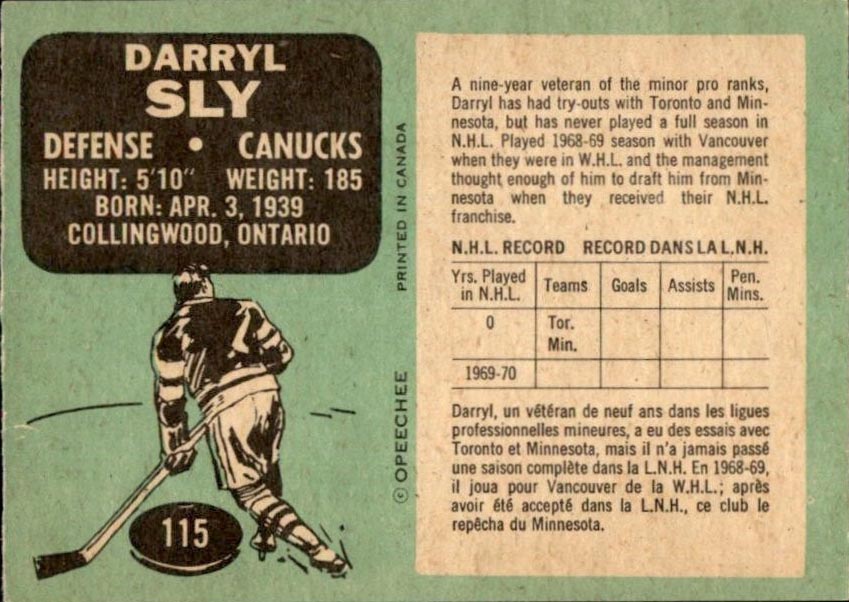 DARRYL
SLY
DEFENSE • CANUCKS
HEIGHT: 5'10" WEIGHT: 185
BORN: APR. 3, 1939
COLLINGWOOD, ONTARIO
115
© OPEECHEE PRINTED IN CANADA
A nine-year veteran of the minor pro ranks,
Darryl has had try-outs with Toronto and Min-
nesota, but has never played a full season in
N.H.L. Played 1968-69 season with Vancouver
when they were in W.H.L. and the management
thought enough of him to draft him from Min-
nesota when they received their N.H.L.
franchise.
N.H.L. RECORD RECORD DANS LA L.N.H.
Yrs. Played in N.H.L. Teams Goals Assists Pen. Mins.
0 Tor.
Min.
1969-70
Darryl, un vétéran de neuf ans dans les ligues
professionnelles mineures, a eu des essais avec
Toronto et Minnesota, mais il n'a jamais passé
une saison complète dans la L.N.H. En 1968-69,
il joua pour Vancouver de la W.H.L.; après
avoir été accepté dans la L.N.H., ce club le
repêcha du Minnesota.